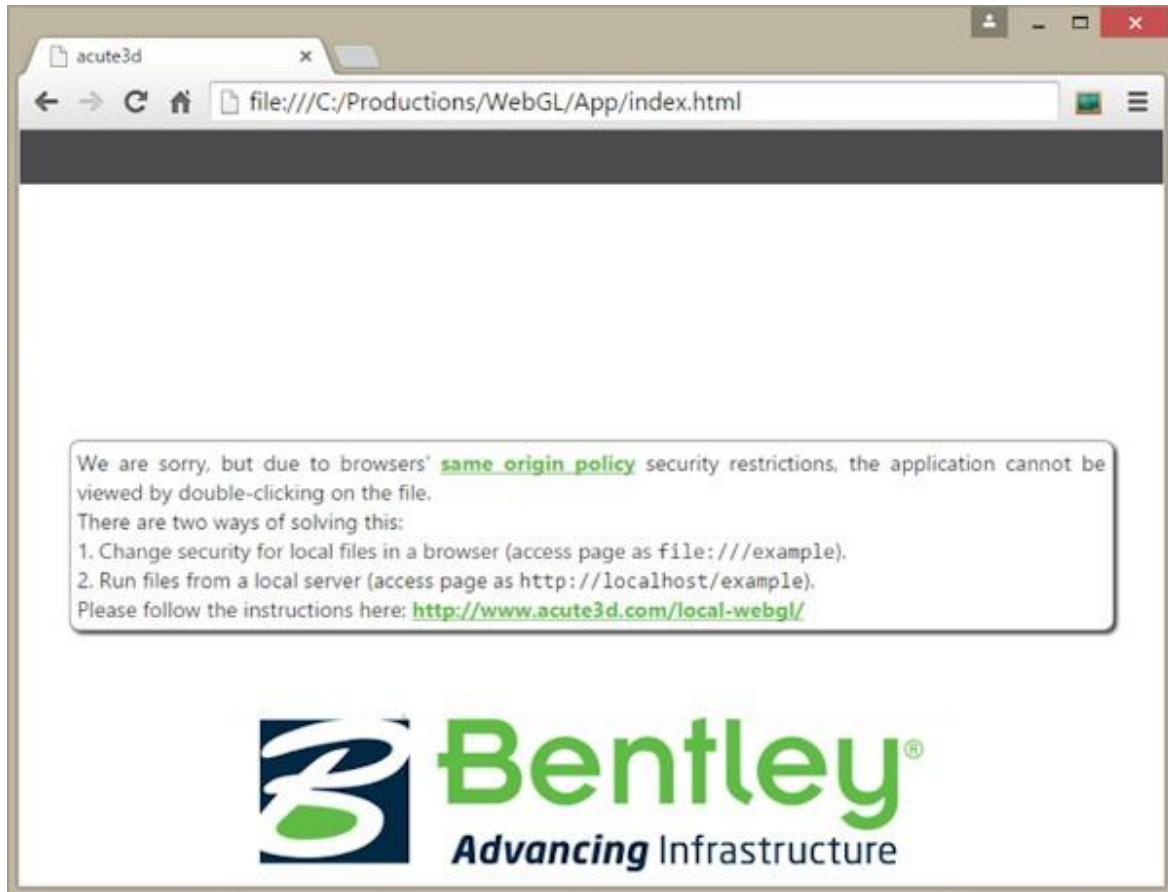 acute3d
file:///C:/Productions/WebGL/App/index.html
We are sorry, but due to browsers' same origin policy security restrictions, the application cannot be
viewed by double-clicking on the file.
There are two ways of solving this:
1. Change security for local files in a browser (access page as file:///example).
2. Run files from a local server (access page as http://localhost/example).
Please follow the instructions here: http://www.acute3d.com/local-webgl/
B Bentley®
Advancing Infrastructure